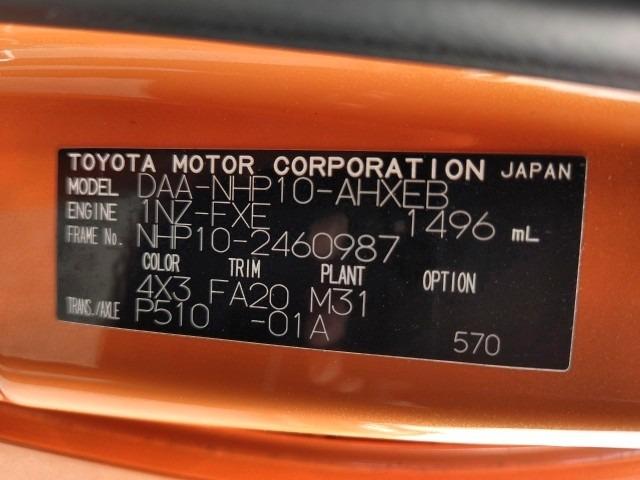 TOYOTA MOTOR CORPORATION JAPAN
MODEL DAA-NHP10-AHXEB
ENGINE 1NZ-FXE 1496 mL
FRAME No. NHP10-2460987
COLOR TRIM PLANT OPTION
4X3 FA20 M31
TRANS./AXLE P510 -01A
570